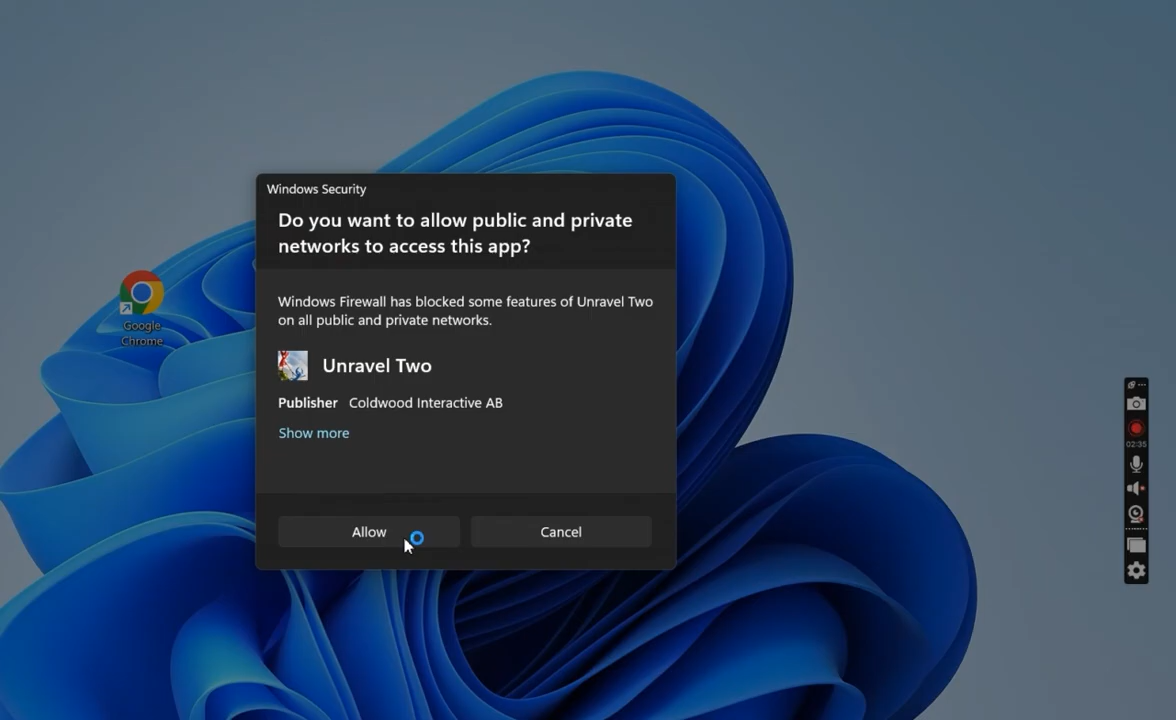 Windows Security
Do you want to allow public and private
networks to access this app?
Windows Firewall has blocked some features of Unravel Two
on all public and private networks.
Unravel Two
Publisher Coldwood Interactive AB
Show more
Allow Cancel
Google
Chrome
02:35